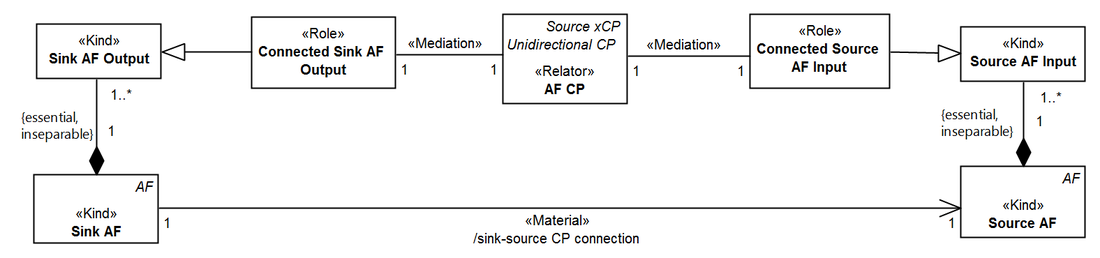 «Kind»
Sink AF Output
«Role»
Connected Sink AF
Output
«Mediation»
1
1
Source xCP
Unidirectional CP
«Relator»
AF CP
«Mediation»
1
1
«Role»
Connected Source
AF Input
«Kind»
Source AF Input
1..*
{essential,
inseparable}
1
1..*
{essential,
inseparable}
1
AF
«Kind»
Sink AF
1
«Material»
/sink-source CP connection
1
AF
«Kind»
Source AF